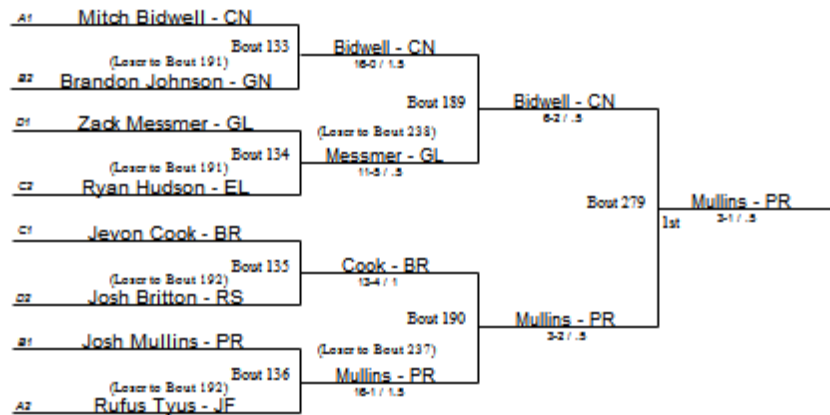 A1 Mitch Bidwell - CN
Bout 133 Bidwell - CN
(Loser to Bout 191) 16-0 / 1.5
B2 Brandon Johnson - GN
Bout 189 Bidwell - CN
6-2 / .5
D1 Zack Messmer - GL
(Loser to Bout 238)
Bout 134 Messmer - GL
(Loser to Bout 191) 11-5 / .5
C2 Ryan Hudson - EL
Bout 279 Mullins - PR
1st 3-1 / .5
C1 Jevon Cook - BR
Bout 135 Cook - BR
(Loser to Bout 192) 13-4 / 1
D2 Josh Britton - RS
Bout 190 Mullins - PR
3-2 / .5
B1 Josh Mullins - PR
(Loser to Bout 237)
Bout 136 Mullins - PR
(Loser to Bout 192) 16-1 / 1.5
A2 Rufus Tyus - JF